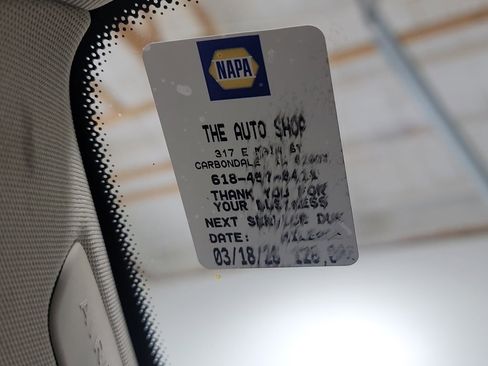 NAPA
THE AUTO SHOP
317 E MAIN ST
CARBONDALE IL
THANK YOU FOR
YOUR BUSINESS
NEXT SERVICE DUE
DATE:
03/18/20